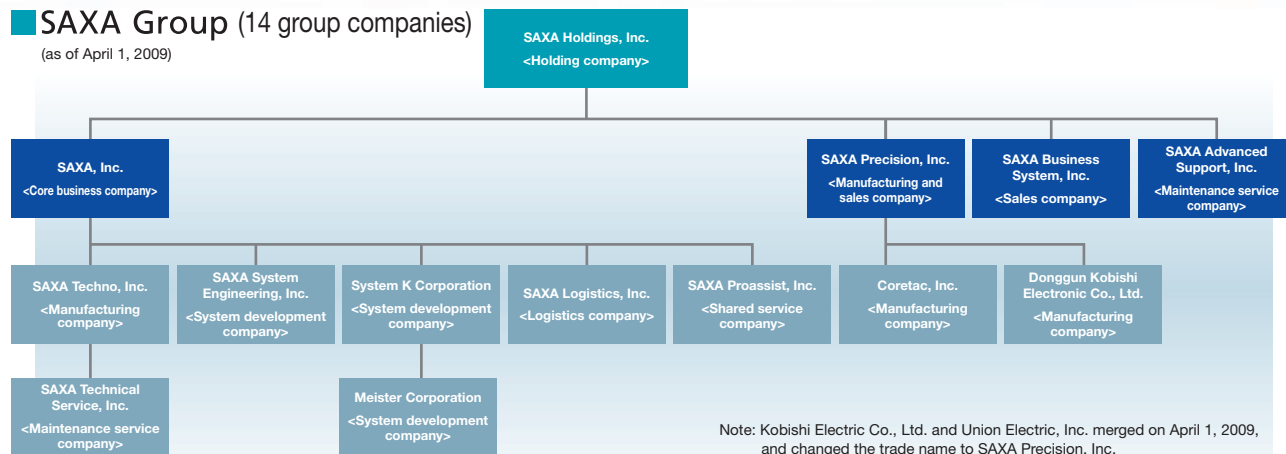 SAXA Group (14 group companies)
(as of April 1, 2009)
SAXA Holdings, Inc.
<Holding company>
SAXA, Inc.
<Core business company>
SAXA Precision, Inc.
<Manufacturing and
sales company>
SAXA Business
System, Inc.
<Sales company>
SAXA Advanced
Support, Inc.
<Maintenance service
company>
SAXA Techno, Inc.
<Manufacturing
company>
SAXA System
Engineering, Inc.
<System development
company>
System K Corporation
<System development
company>
SAXA Logistics, Inc.
<Logistics company>
SAXA Proassist, Inc.
<Shared service
company>
Coretac, Inc.
<Manufacturing
company>
Donggun Kobishi
Electronic Co., Ltd.
<Manufacturing
company>
SAXA Technical
Service, Inc.
<Maintenance service
company>
Meister Corporation
<System development
company>
Note: Kobishi Electric Co., Ltd. and Union Electric, Inc. merged on April 1, 2009,
and changed the trade name to SAXA Precision, Inc.